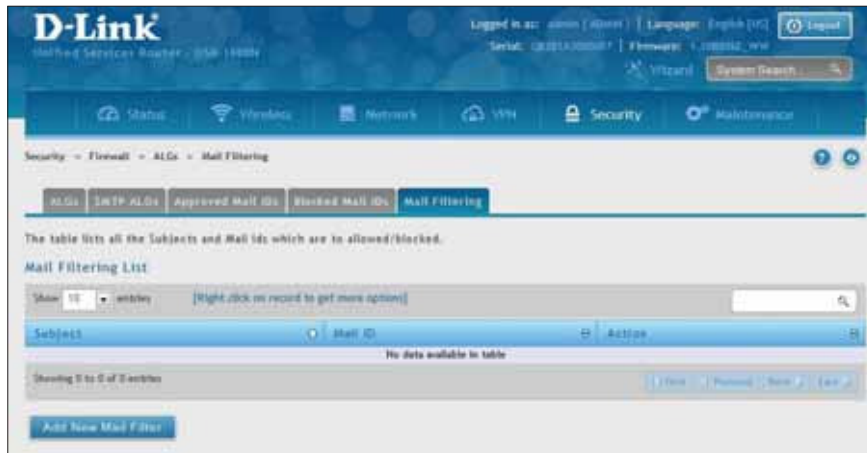 D-Link
Unified Services Router - DSR-1000N
Logged in as: admin (ADMIN) | Language: English [US]
Logout
Serial: | Firmware:
Wizard
System Search...
Status
Wireless
Network
VPN
Security
Maintenance
Security » Firewall » ALGs » Mail Filtering
ALGs
SMTP ALGs
Approved Mail IDs
Blocked Mail IDs
Mail Filtering
The table lists all the Subjects and Mail Ids which are to allowed/blocked.
Mail Filtering List
Show 10 entries
[Right click on record to get more options]
Subject
Mail ID
Action
No data available in table
Showing 0 to 0 of 0 entries
First
Previous
Next
Last
Add New Mail Filter